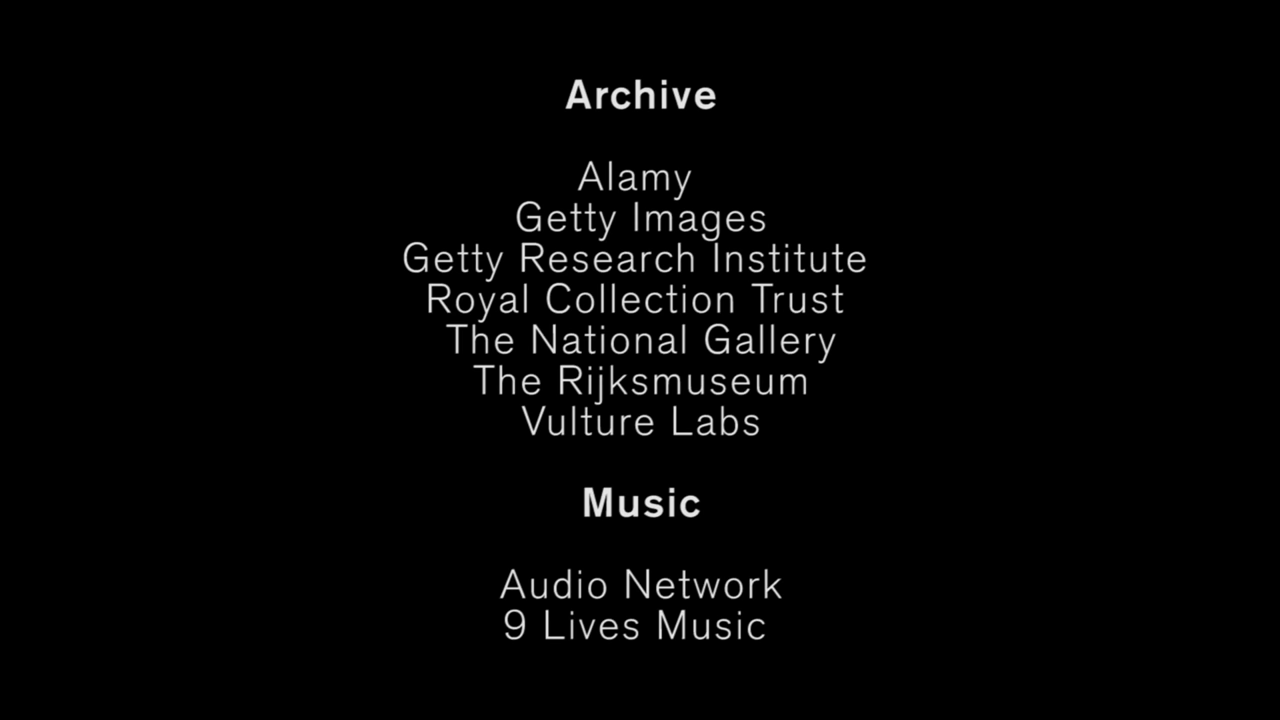 Archive
Alamy
Getty Images
Getty Research Institute
Royal Collection Trust
The National Gallery
The Rijksmuseum
Vulture Labs
Music
Audio Network
9 Lives Music